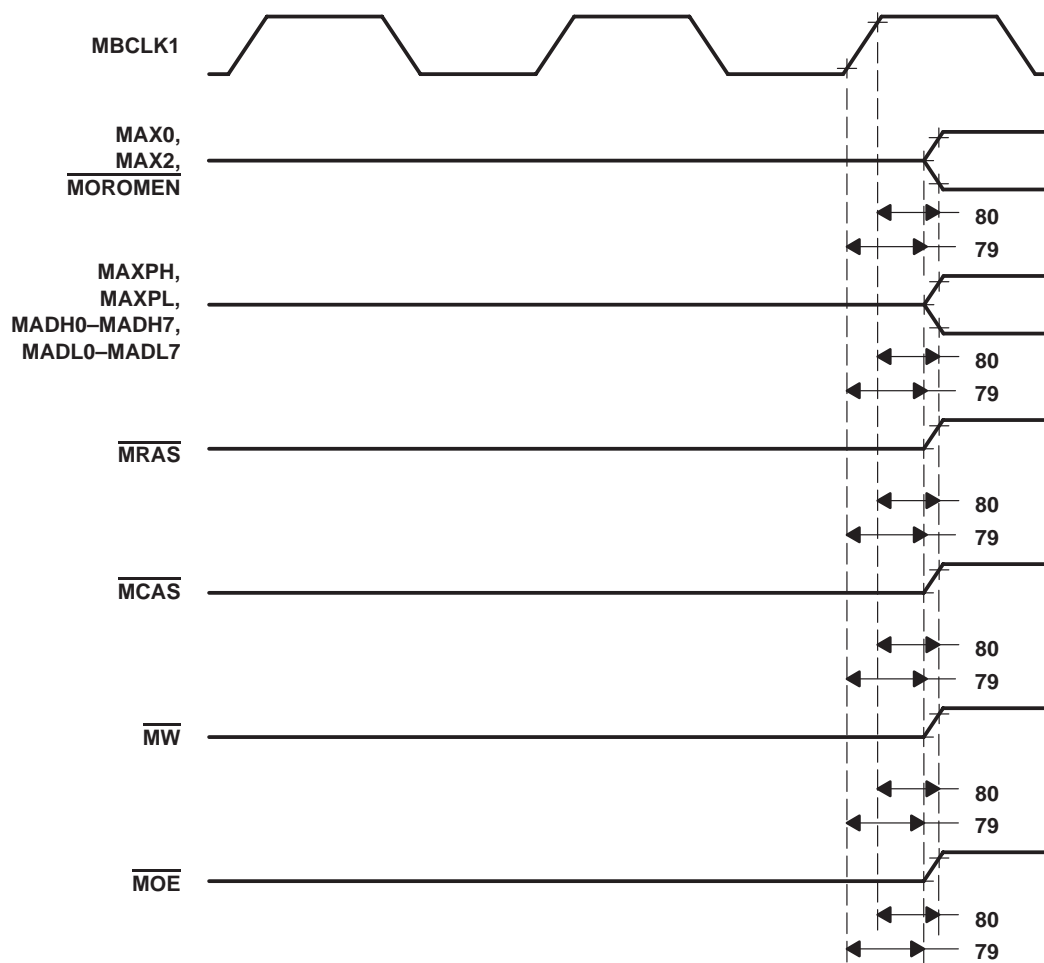 MBCLK1
MAX0,
MAX2,
MOROMEN
80
79
MAXPH,
MAXPL,
MADH0–MADH7,
MADL0–MADL7
80
79
MRAS
80
79
MCAS
80
79
MW
80
79
MOE
80
79